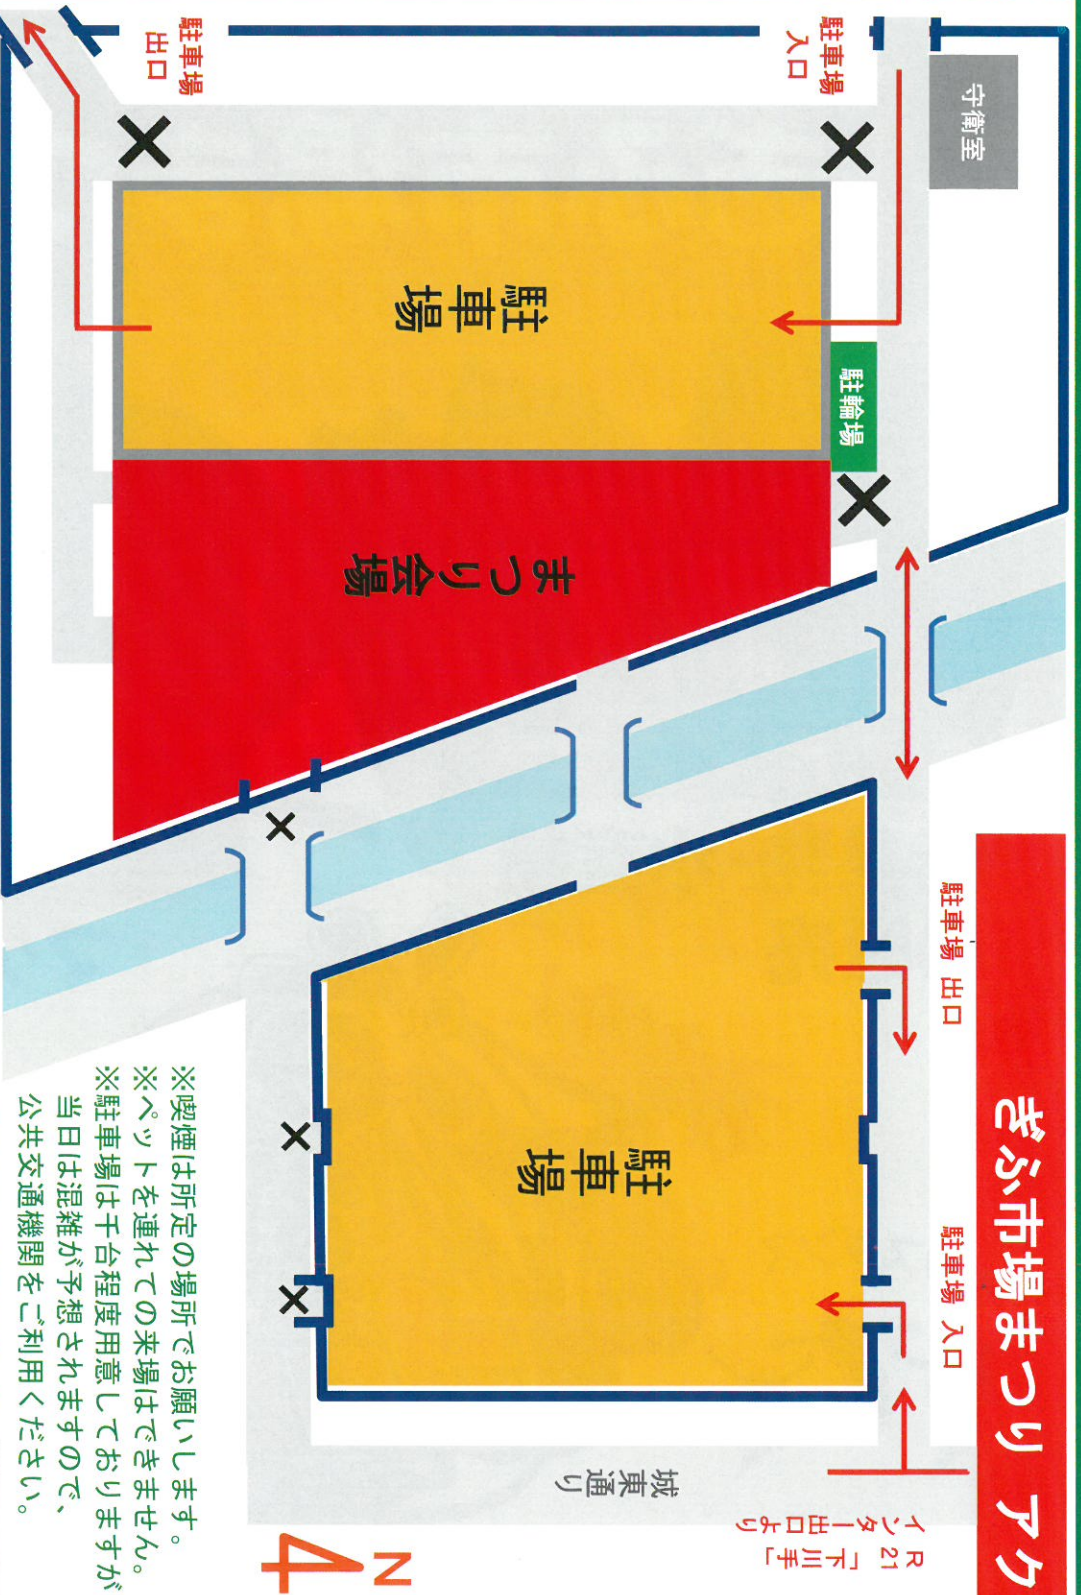 ぎふ市場まつり アク
守衛室
駐車場
入口
駐車場
出口
駐車場
駐輪場
まつり会場
駐車場 出口
駐車場 入口
駐車場
城東通り
R21「下川手」
インター出口より
N
※喫煙は所定の場所でお願いします。
※ペットを連れての来場はできません。
※駐車場は千台程度用意しておりますが
当日は混雑が予想されますので、
公共交通機関をご利用ください。